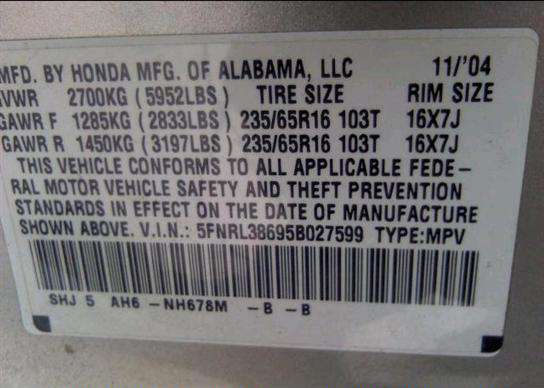 MFD. BY HONDA MFG. OF ALABAMA, LLC 11/'04
GVWR 2700KG (5952LBS) TIRE SIZE RIM SIZE
GAWR F 1285KG (2833LBS) 235/65R16 103T 16X7J
GAWR R 1450KG (3197LBS) 235/65R16 103T 16X7J
THIS VEHICLE CONFORMS TO ALL APPLICABLE FEDE-
RAL MOTOR VEHICLE SAFETY AND THEFT PREVENTION
STANDARDS IN EFFECT ON THE DATE OF MANUFACTURE
SHOWN ABOVE. V.I.N.: 5FNRL38695B027599 TYPE:MPV
SHJ 5 AH6 -NH678M -B -B